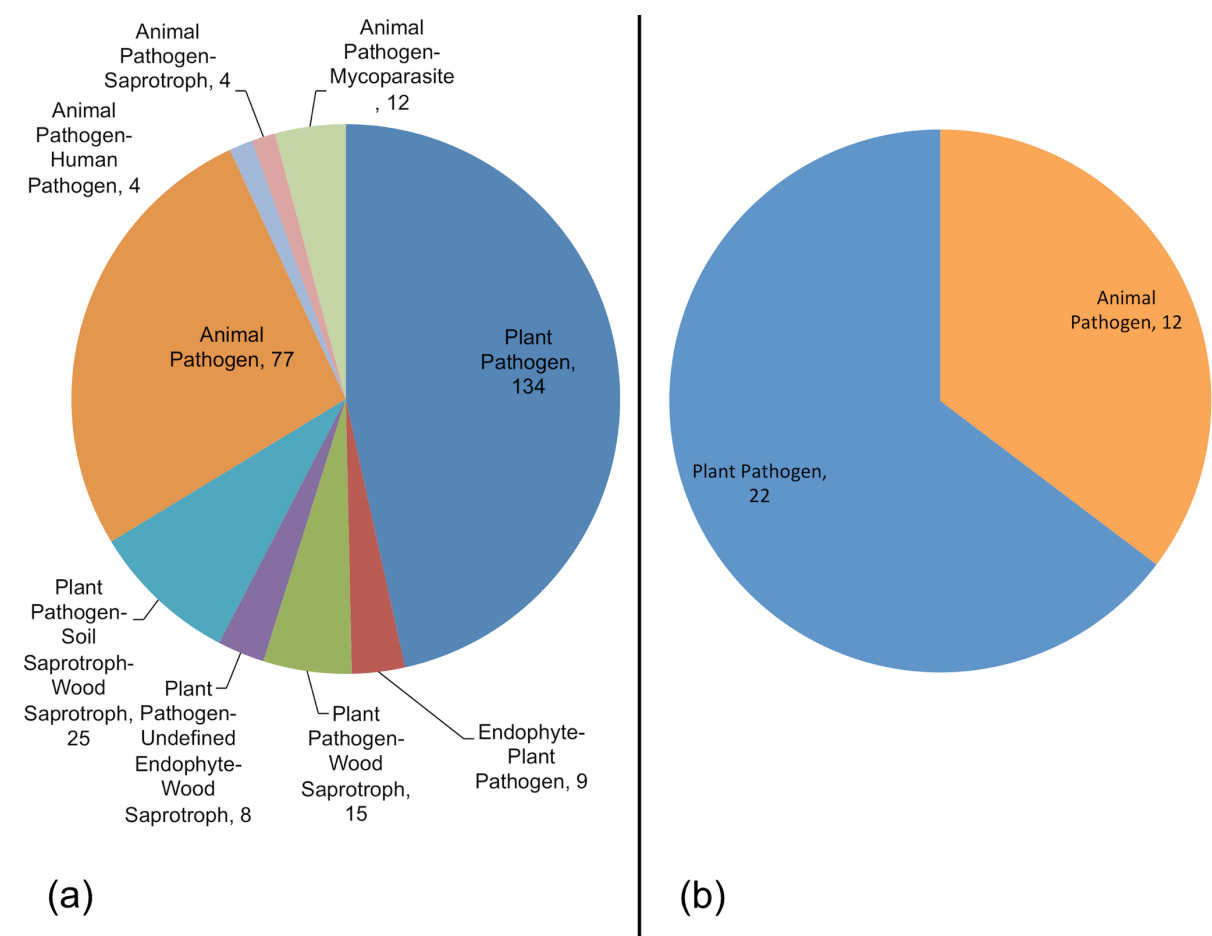 Animal
Pathogen-
Saprotroph, 4
Animal
Pathogen-
Mycoparasite
, 12
Animal
Pathogen-
Human
Pathogen, 4
Animal
Pathogen, 77
Plant
Pathogen,
134
Plant
Pathogen-
Soil
Saprotroph-
Wood
Saprotroph,
25
Plant
Pathogen-
Undefined
Endophyte-
Wood
Saprotroph, 8
Plant
Pathogen-
Wood
Saprotroph,
15
Endophyte-
Plant
Pathogen, 9
(a)
Animal
Pathogen, 12
Plant Pathogen,
22
(b)